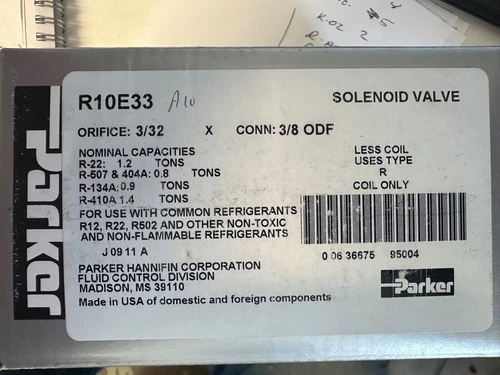 K-02 2
R10E33 A10 SOLENOID VALVE
ORIFICE: 3/32 X CONN: 3/8 ODF
NOMINAL CAPACITIES
R-22: 1.2 TONS
R-507 & 404A: 0.8 TONS
R-134A: 0.9 TONS
R-410A 1.4 TONS
LESS COIL
USES TYPE
R
COIL ONLY
FOR USE WITH COMMON REFRIGERANTS
R12, R22, R502 AND OTHER NON-TOXIC
AND NON-FLAMMABLE REFRIGERANTS
J 09 11 A
0 06 36675 95004
PARKER HANNIFIN CORPORATION
FLUID CONTROL DIVISION
MADISON, MS 39110
Made in USA of domestic and foreign components
Parker
Parker